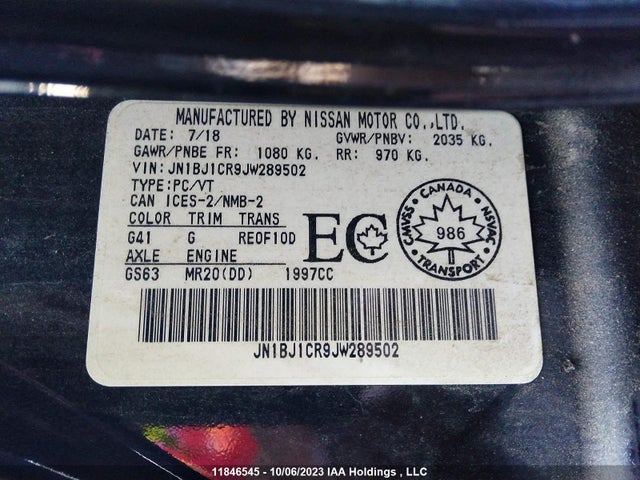 MANUFACTURED BY NISSAN MOTOR CO.,LTD.
DATE: 7/18 GVWR/PNBV: 2035 KG.
GAWR/PNBE FR: 1080 KG. RR: 970 KG.
VIN: JN1BJ1CR9JW289502
TYPE:PC/VT
CAN ICES-2/NMB-2
COLOR TRIM TRANS
G41 G RE0F10D
AXLE ENGINE
GS63 MR20(DD) 1997CC
EC
CANADA
CMVSS 986 NSVAC
TRANSPORT
JN1BJ1CR9JW289502
11846545 - 10/06/2023 IAA Holdings , LLC